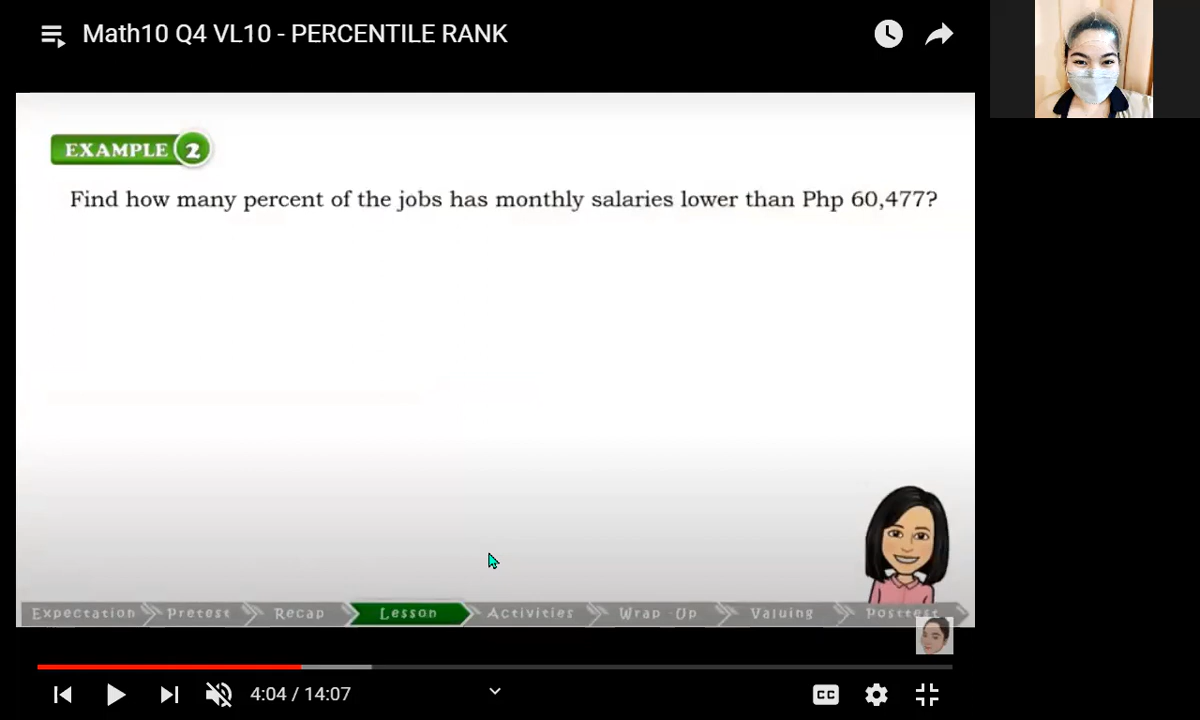 Math10 Q4 VL10 - PERCENTILE RANK
EXAMPLE 2
Find how many percent of the jobs has monthly salaries lower than Php 60,477?
Expectation Pretest Recap Lesson Activities Wrap-Up Valuing Posttest
4:04 / 14:07
CC